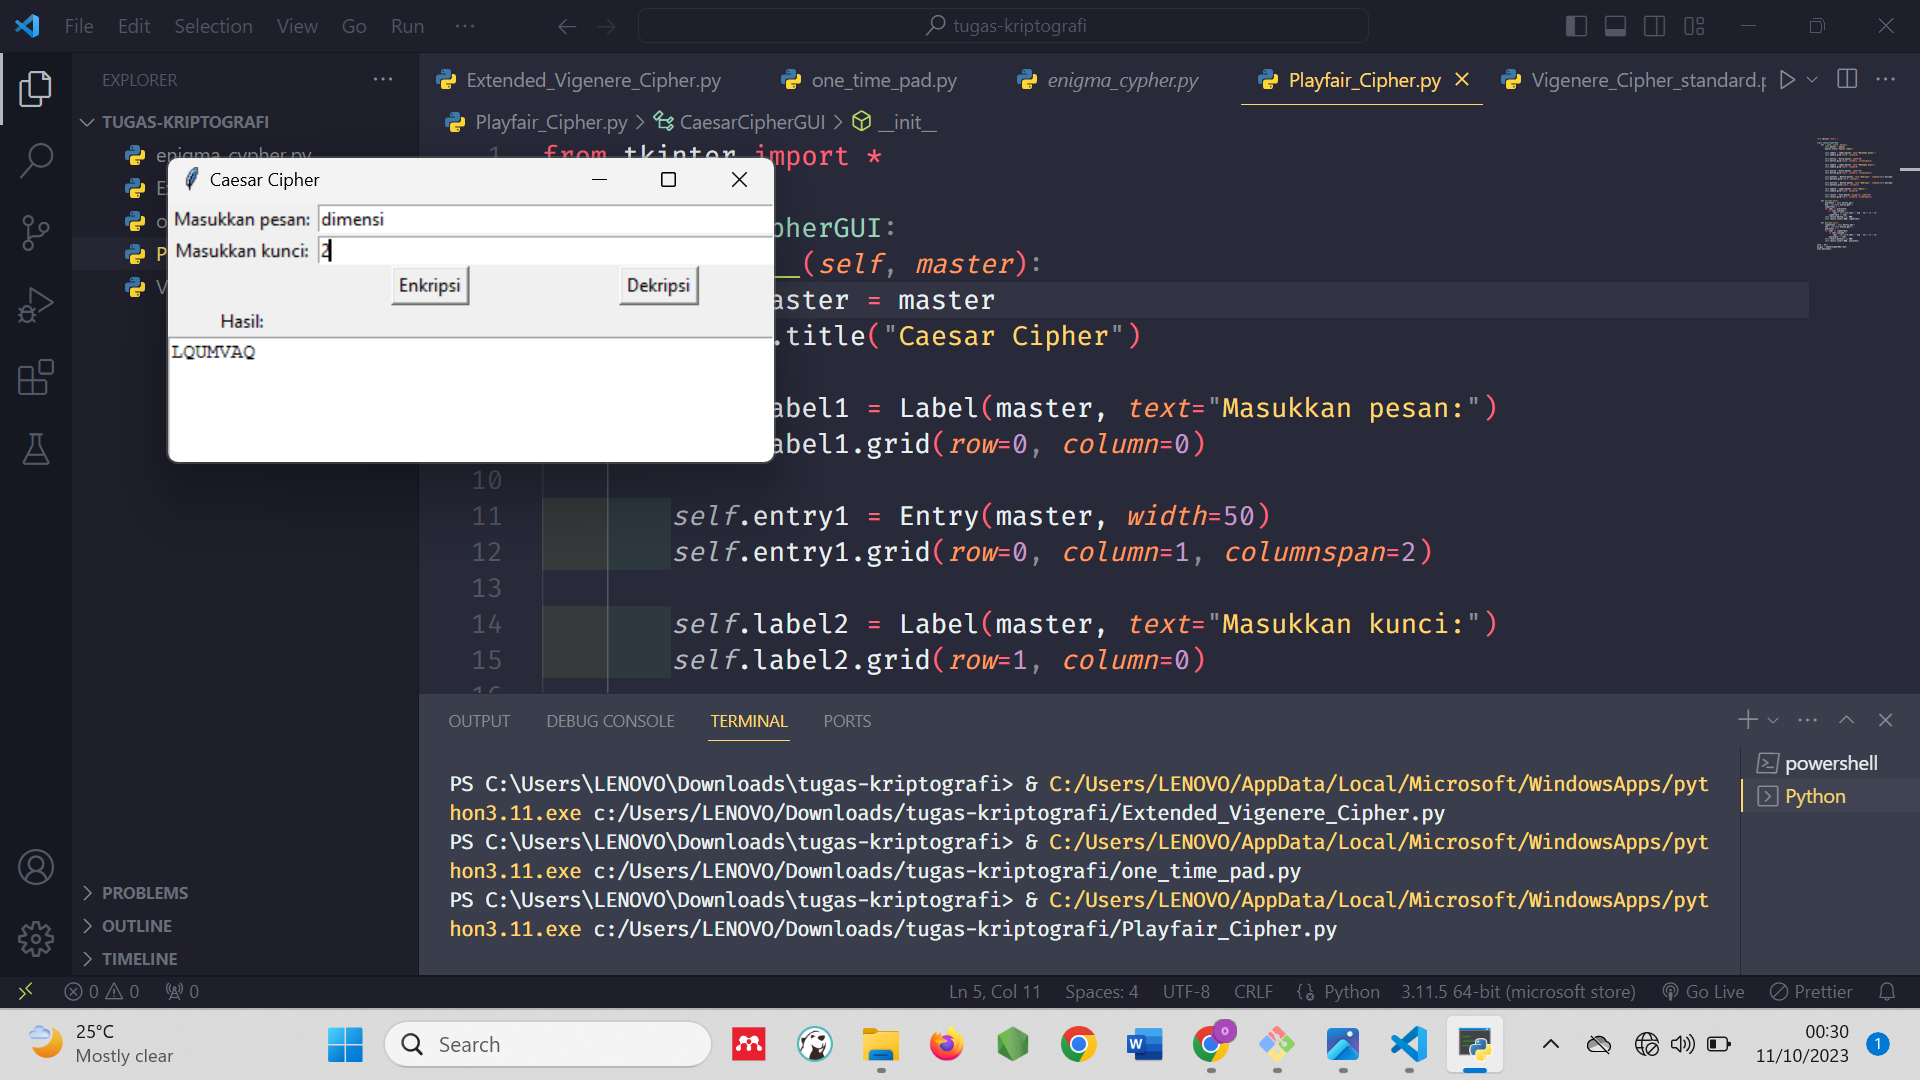 File Edit Selection View Go Run ··· tugas-kriptografi
EXPLORER ···
TUGAS-KRIPTOGRAFI
enigma_cypher.py
PROBLEMS
OUTLINE
TIMELINE
Extended_Vigenere_Cipher.py one_time_pad.py enigma_cypher.py Playfair_Cipher.py Vigenere_Cipher_standard.p
Playfair_Cipher.py > CaesarCipherGUI > __init__
1 from tkinter import *
pherGUI:
__(self, master):
aster = master
.title("Caesar Cipher")
abel1 = Label(master, text="Masukkan pesan:")
abel1.grid(row=0, column=0)
10
11 self.entry1 = Entry(master, width=50)
12 self.entry1.grid(row=0, column=1, columnspan=2)
13
14 self.label2 = Label(master, text="Masukkan kunci:")
15 self.label2.grid(row=1, column=0)
Caesar Cipher
Masukkan pesan: dimensi
Masukkan kunci: 2
Enkripsi Dekripsi
Hasil:
LQUMVAQ
OUTPUT DEBUG CONSOLE TERMINAL PORTS
PS C:\Users\LENOVO\Downloads\tugas-kriptografi> & C:/Users/LENOVO/AppData/Local/Microsoft/WindowsApps/pyt
hon3.11.exe c:/Users/LENOVO/Downloads/tugas-kriptografi/Extended_Vigenere_Cipher.py
PS C:\Users\LENOVO\Downloads\tugas-kriptografi> & C:/Users/LENOVO/AppData/Local/Microsoft/WindowsApps/pyt
hon3.11.exe c:/Users/LENOVO/Downloads/tugas-kriptografi/one_time_pad.py
PS C:\Users\LENOVO\Downloads\tugas-kriptografi> & C:/Users/LENOVO/AppData/Local/Microsoft/WindowsApps/pyt
hon3.11.exe c:/Users/LENOVO/Downloads/tugas-kriptografi/Playfair_Cipher.py
powershell
Python
0 0 0 Ln 5, Col 11 Spaces: 4 UTF-8 CRLF Python 3.11.5 64-bit (microsoft store) Go Live Prettier
25°C
Mostly clear
Search
00:30
11/10/2023
1